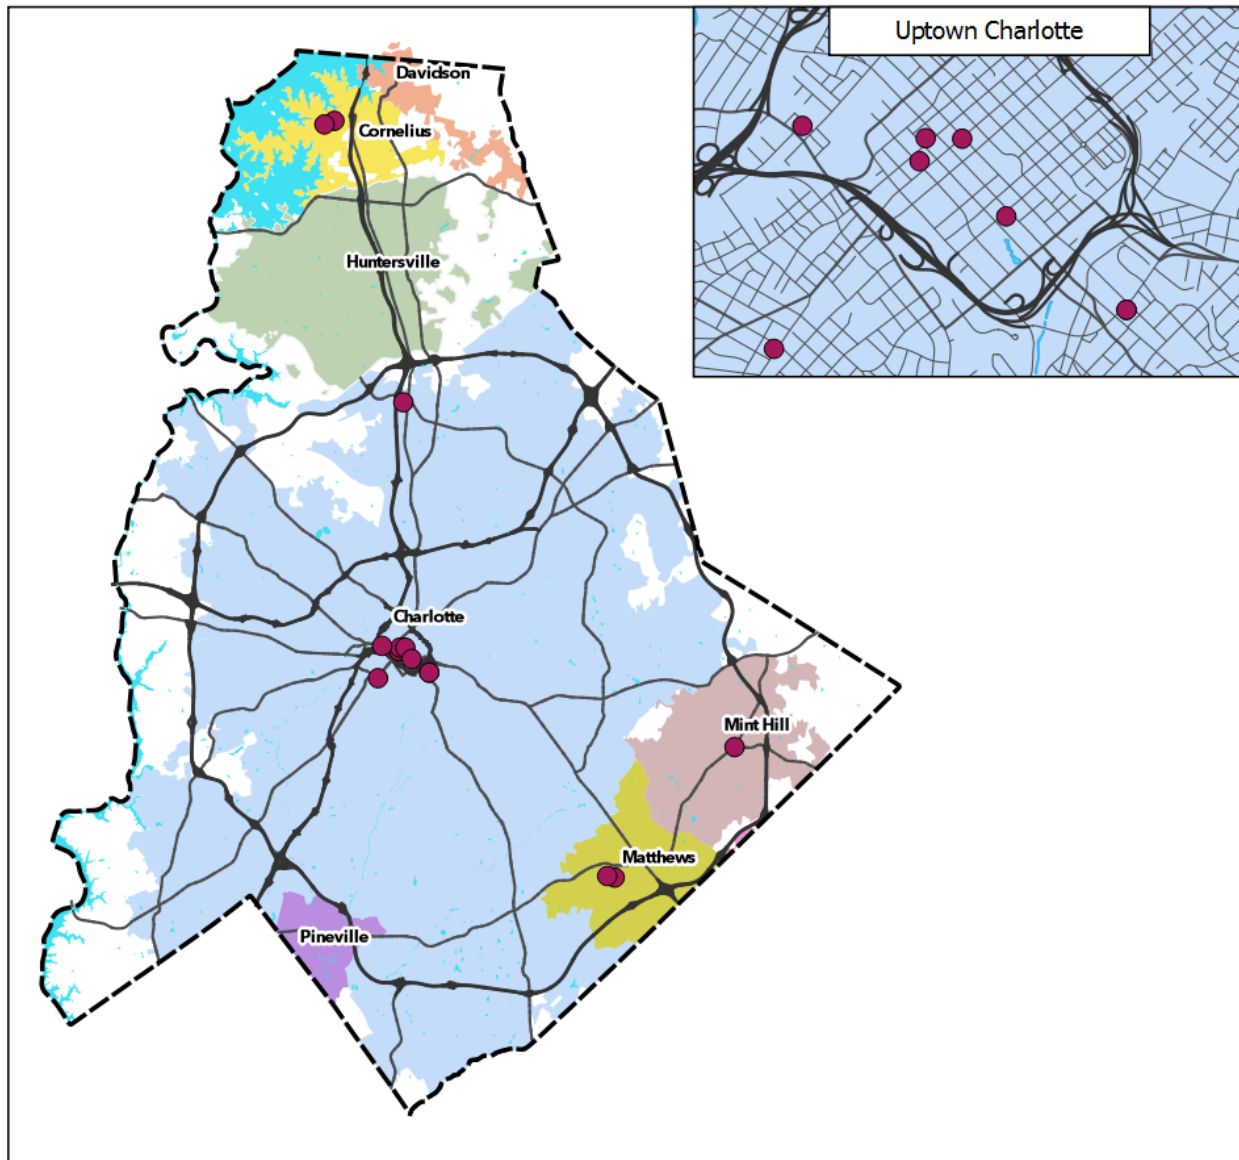 Uptown Charlotte
Davidson
Cornelius
Huntersville
Charlotte
Mint Hill
Matthews
Pineville